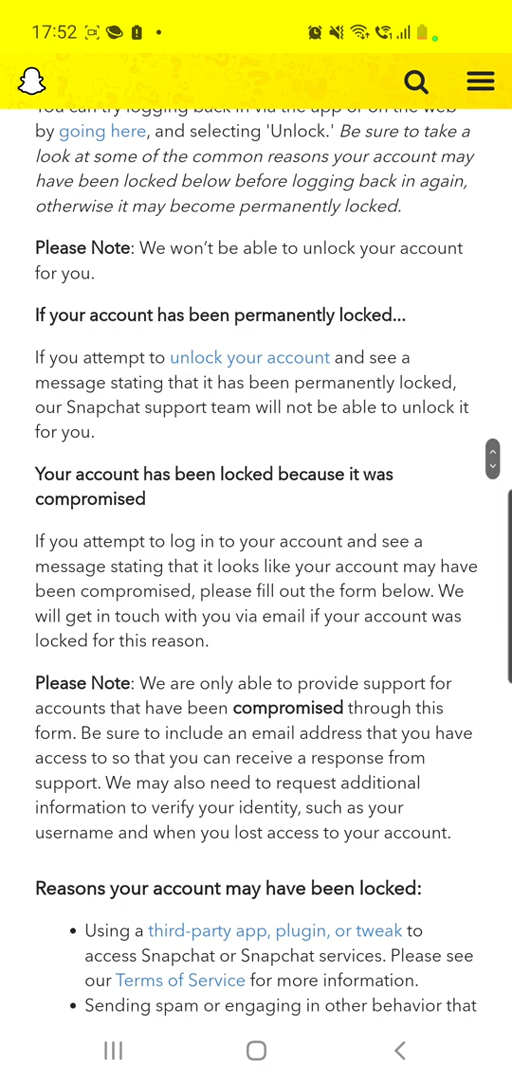 17:52
You can try logging back in via the app or on the web
by going here, and selecting 'Unlock.' Be sure to take a
look at some of the common reasons your account may
have been locked below before logging back in again,
otherwise it may become permanently locked.
Please Note: We won’t be able to unlock your account
for you.
If your account has been permanently locked...
If you attempt to unlock your account and see a
message stating that it has been permanently locked,
our Snapchat support team will not be able to unlock it
for you.
Your account has been locked because it was
compromised
If you attempt to log in to your account and see a
message stating that it looks like your account may have
been compromised, please fill out the form below. We
will get in touch with you via email if your account was
locked for this reason.
Please Note: We are only able to provide support for
accounts that have been compromised through this
form. Be sure to include an email address that you have
access to so that you can receive a response from
support. We may also need to request additional
information to verify your identity, such as your
username and when you lost access to your account.
Reasons your account may have been locked:
• Using a third-party app, plugin, or tweak to
access Snapchat or Snapchat services. Please see
our Terms of Service for more information.
• Sending spam or engaging in other behavior that